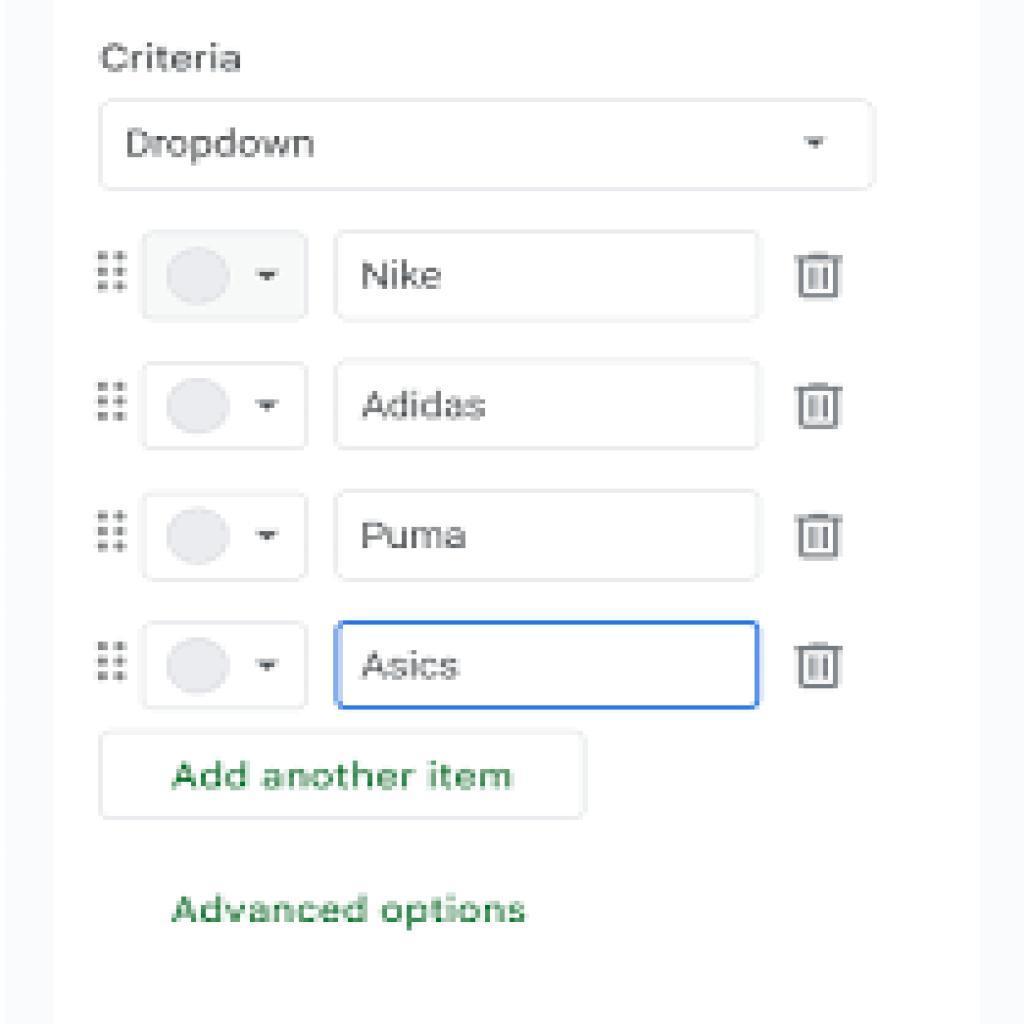 Criteria
Dropdown
Nike
Adidas
Puma
Asics
Add another item
Advanced options